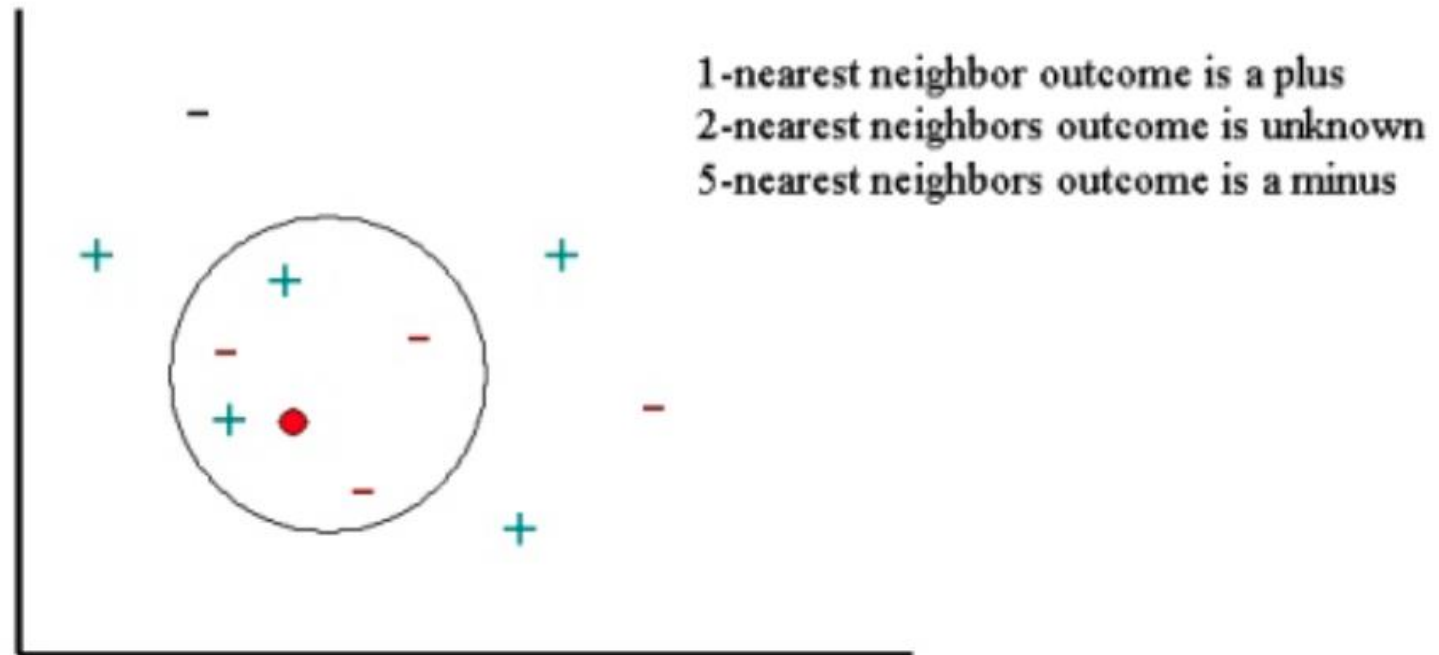 1-nearest neighbor outcome is a plus
2-nearest neighbors outcome is unknown
5-nearest neighbors outcome is a minus